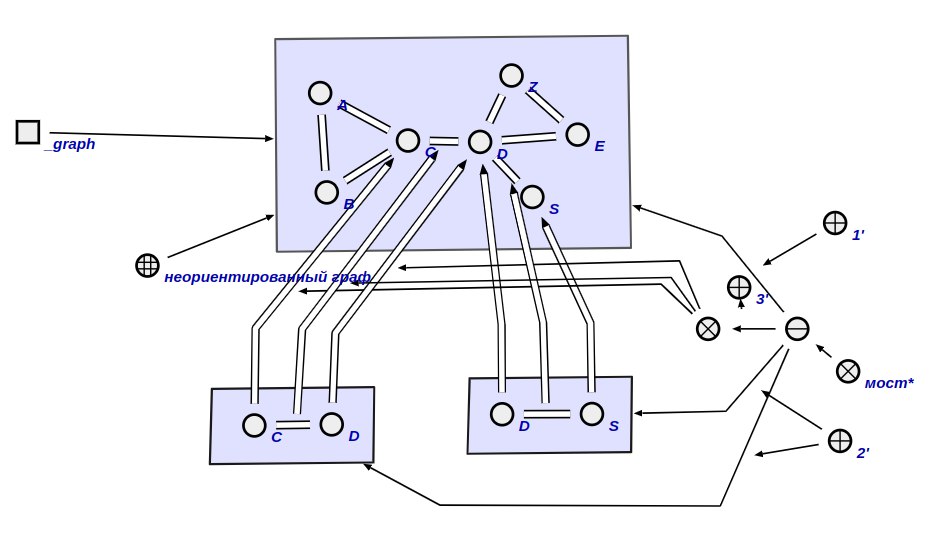 Z
A
_graph
E
C
D
B
S
1'
неориентированный граф
3'
мост*
D
S
C
D
2'